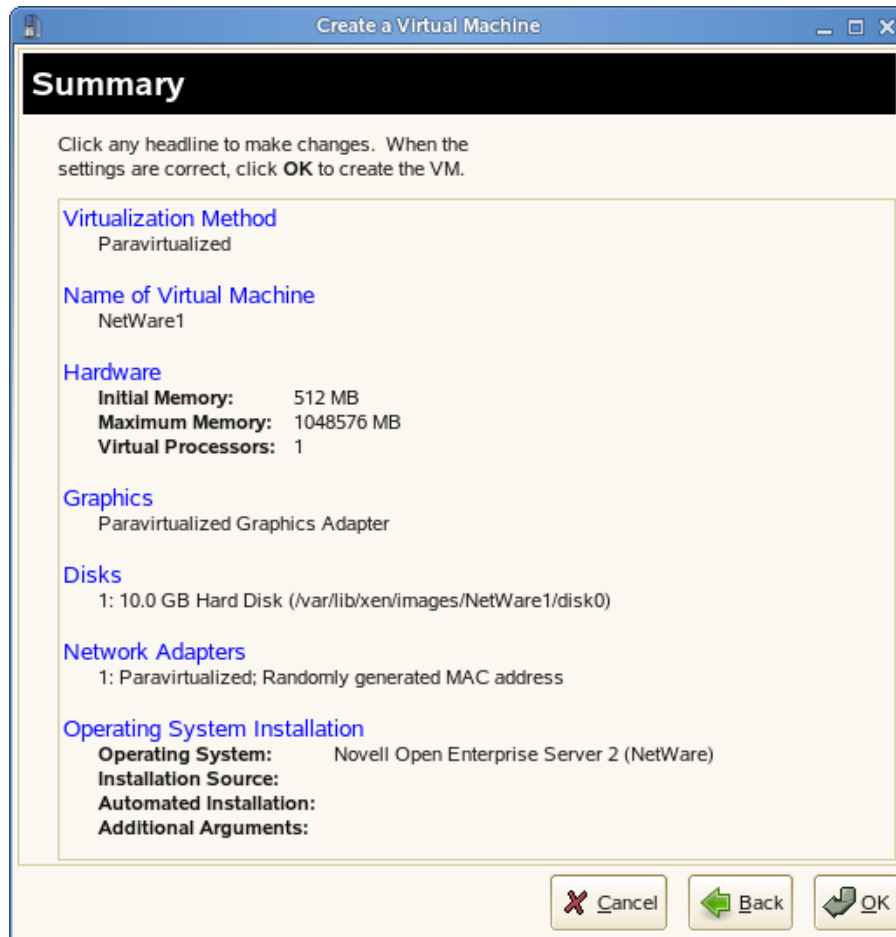 Create a Virtual Machine
Summary
Click any headline to make changes.  When the
settings are correct, click OK to create the VM.
Virtualization Method
Paravirtualized
Name of Virtual Machine
NetWare1
Hardware
Initial Memory: 512 MB
Maximum Memory: 1048576 MB
Virtual Processors: 1
Graphics
Paravirtualized Graphics Adapter
Disks
1: 10.0 GB Hard Disk (/var/lib/xen/images/NetWare1/disk0)
Network Adapters
1: Paravirtualized; Randomly generated MAC address
Operating System Installation
Operating System: Novell Open Enterprise Server 2 (NetWare)
Installation Source:
Automated Installation:
Additional Arguments:
Cancel Back OK